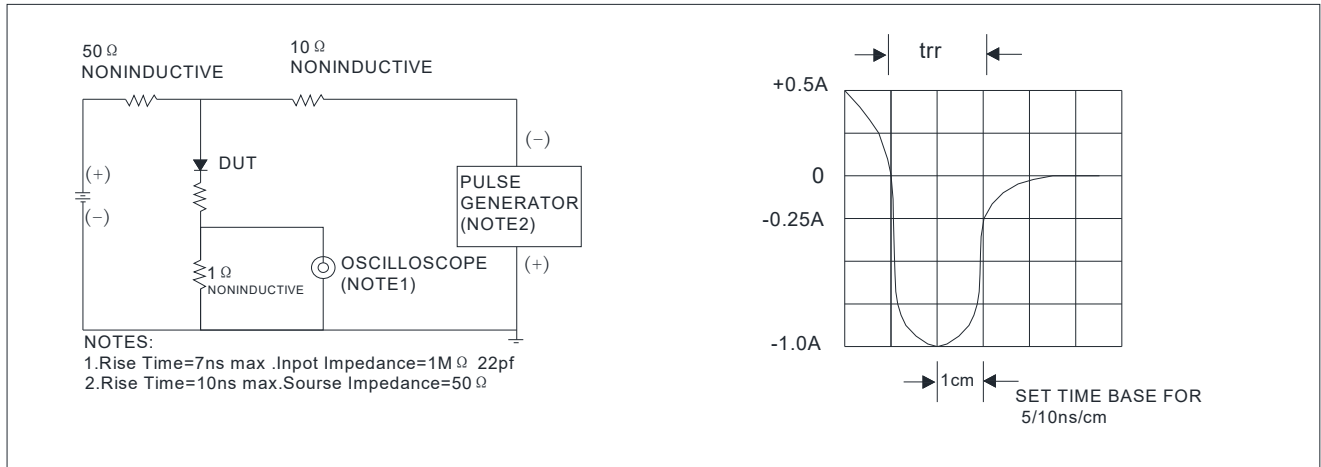 50 Ω
NONINDUCTIVE
10 Ω
NONINDUCTIVE
(+)
(−)
DUT
1 Ω
NONINDUCTIVE
OSCILLOSCOPE
(NOTE1)
(−)
PULSE
GENERATOR
(NOTE2)
(+)
NOTES:
1.Rise Time=7ns max .Inpot Impedance=1M Ω 22pf
2.Rise Time=10ns max.Sourse Impedance=50 Ω
trr
+0.5A
0
-0.25A
-1.0A
1cm
SET TIME BASE FOR
5/10ns/cm